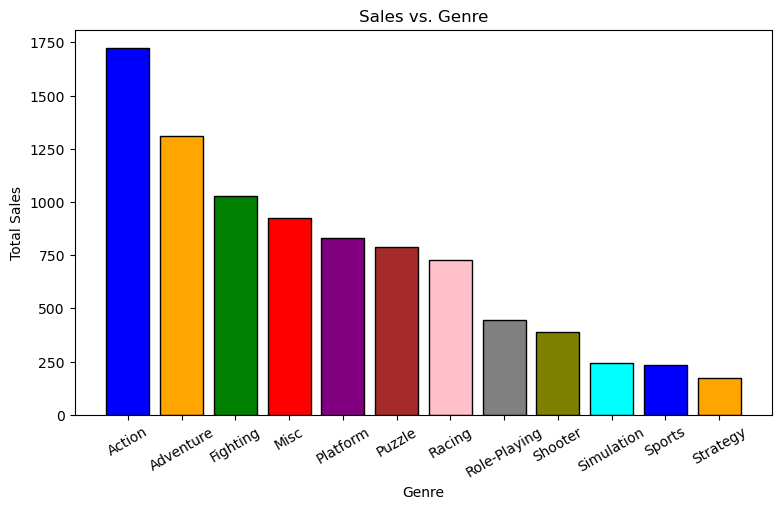 Sales vs. Genre
Total Sales
1750
1500
1250
1000
750
500
250
0
Action
Adventure
Fighting
Misc
Platform
Puzzle
Racing
Role-Playing
Shooter
Simulation
Sports
Strategy
Genre